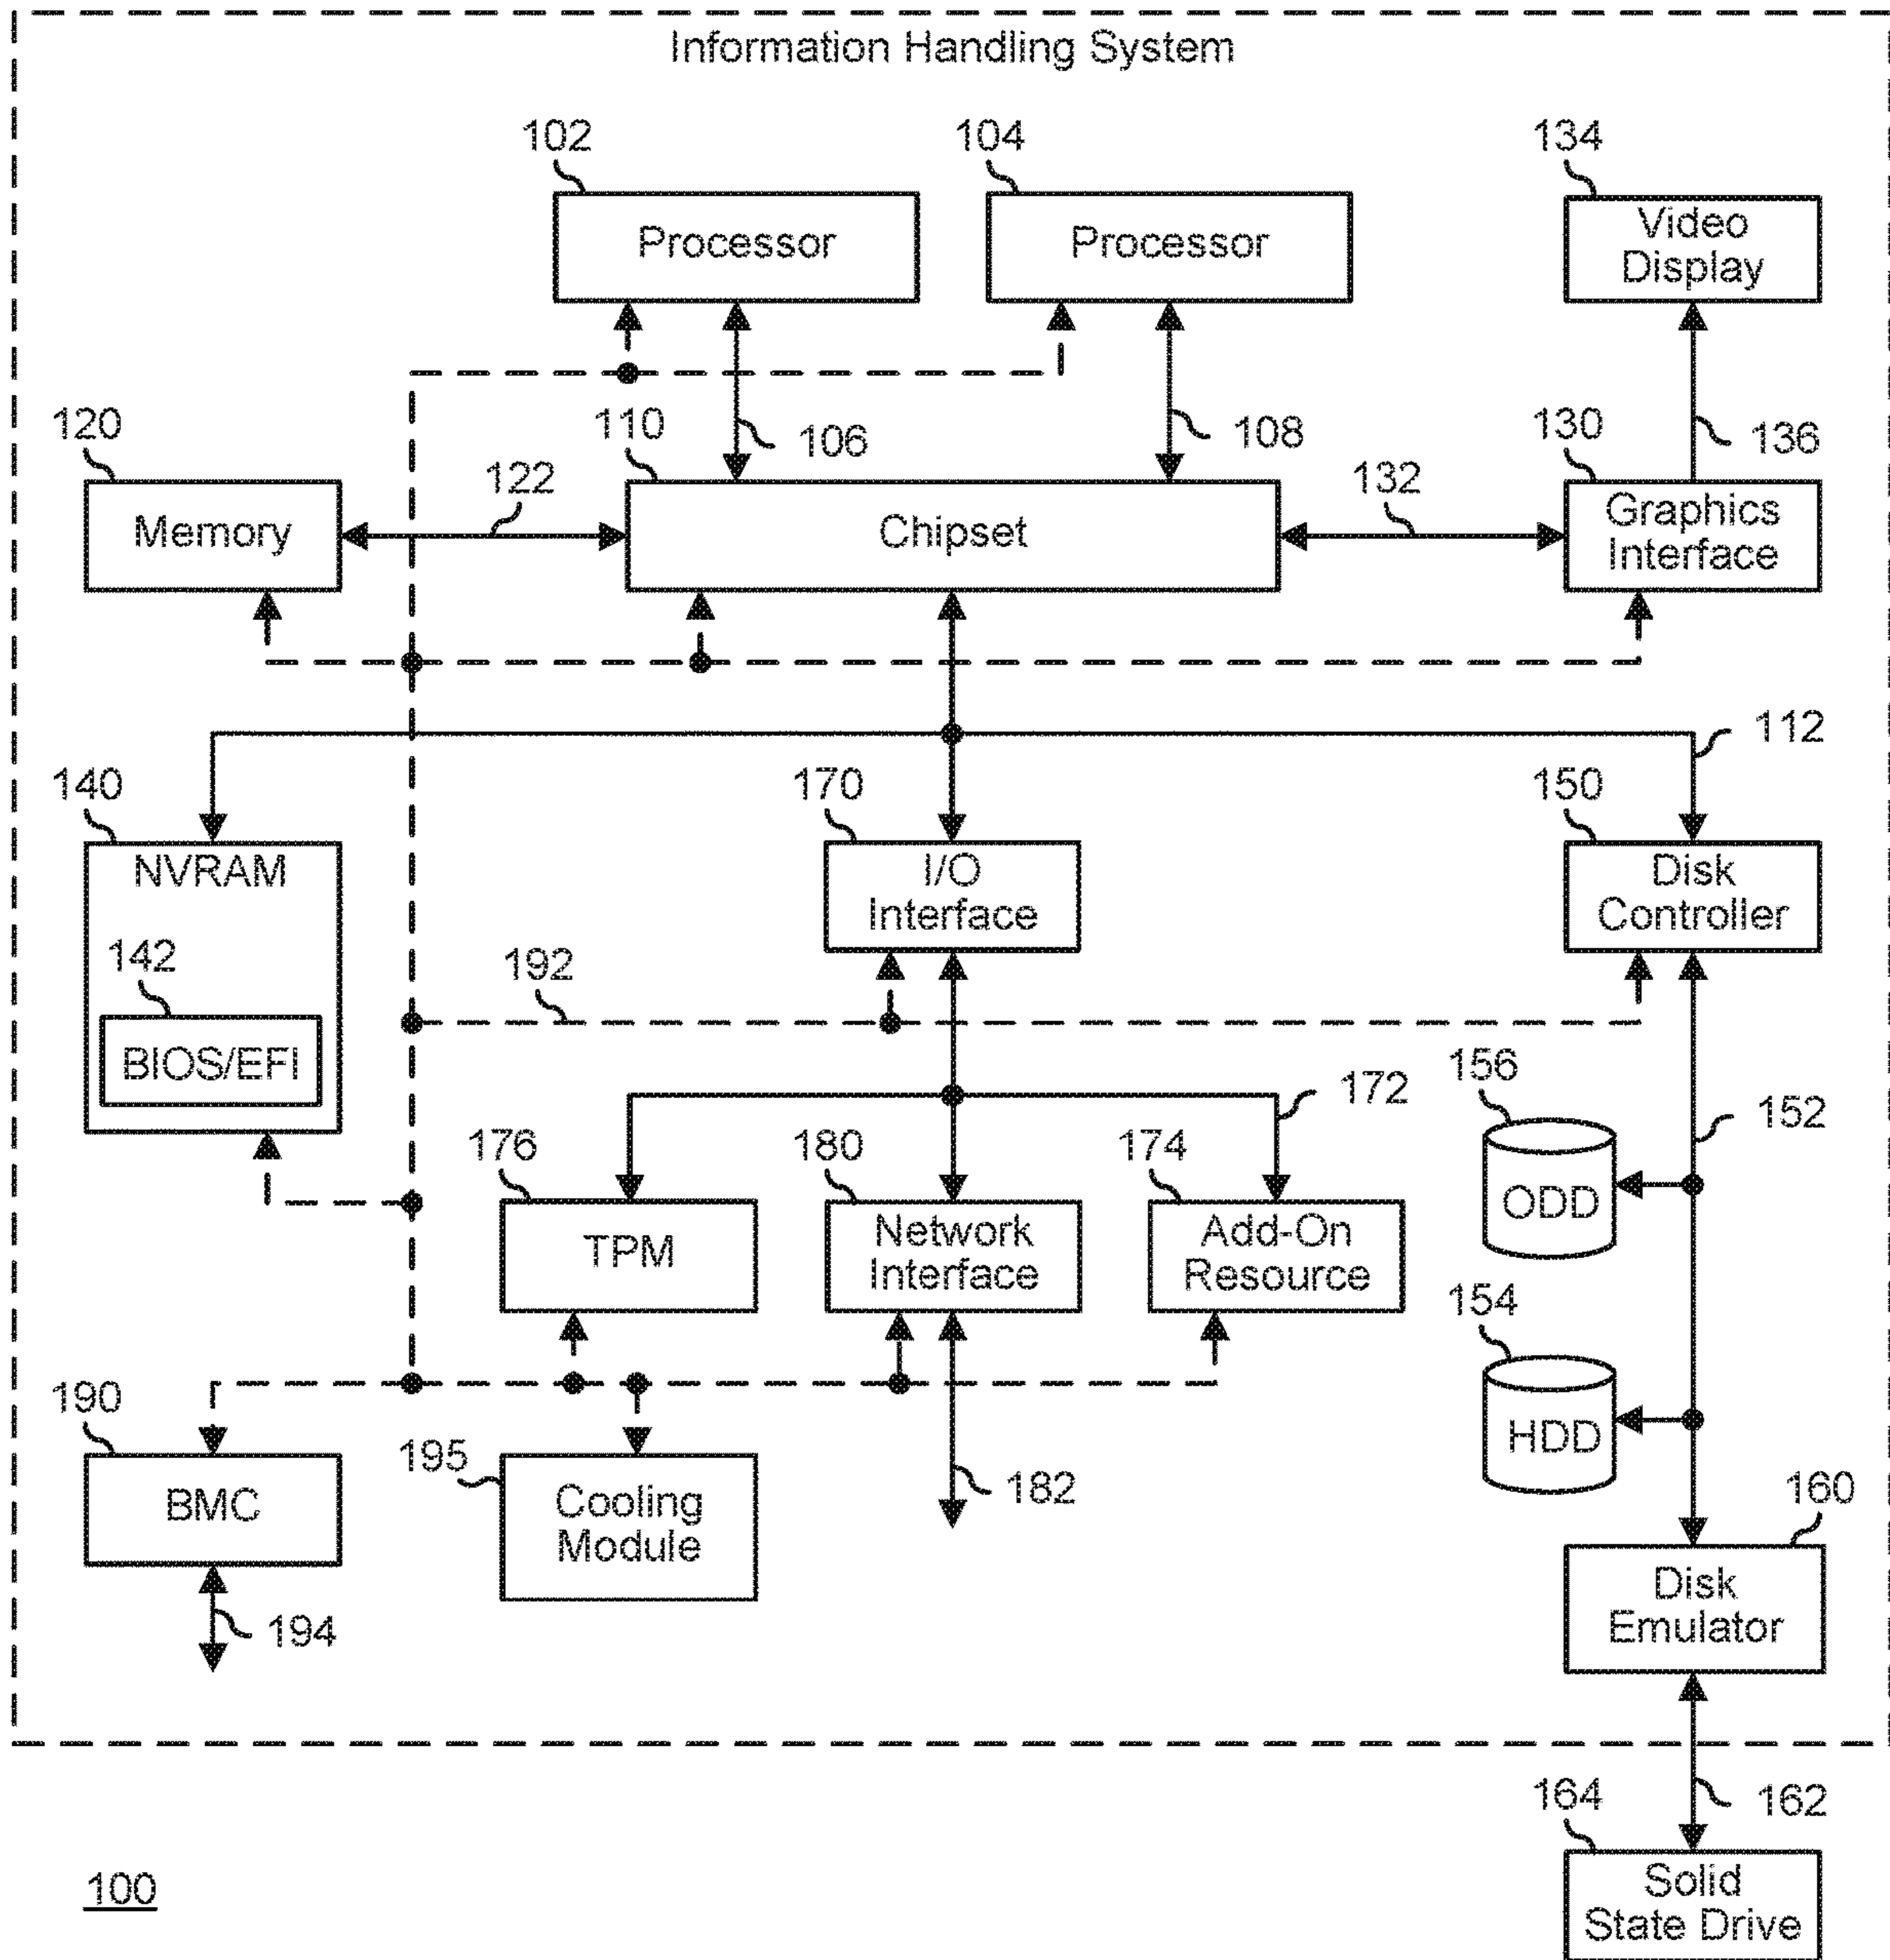 Information Handling System
102
104
134
Processor
Processor
Video
Display
120
110
106
108
130
136
122
132
Memory
Chipset
Graphics
Interface
112
140
170
150
NVRAM
I/O
Interface
Disk
Controller
142
192
BIOS/EFI
156
172
152
176
180
174
ODD
TPM
Network
Interface
Add-On
Resource
154
190
195
182
HDD
160
BMC
Cooling
Module
194
Disk
Emulator
164
162
100
Solid
State Drive